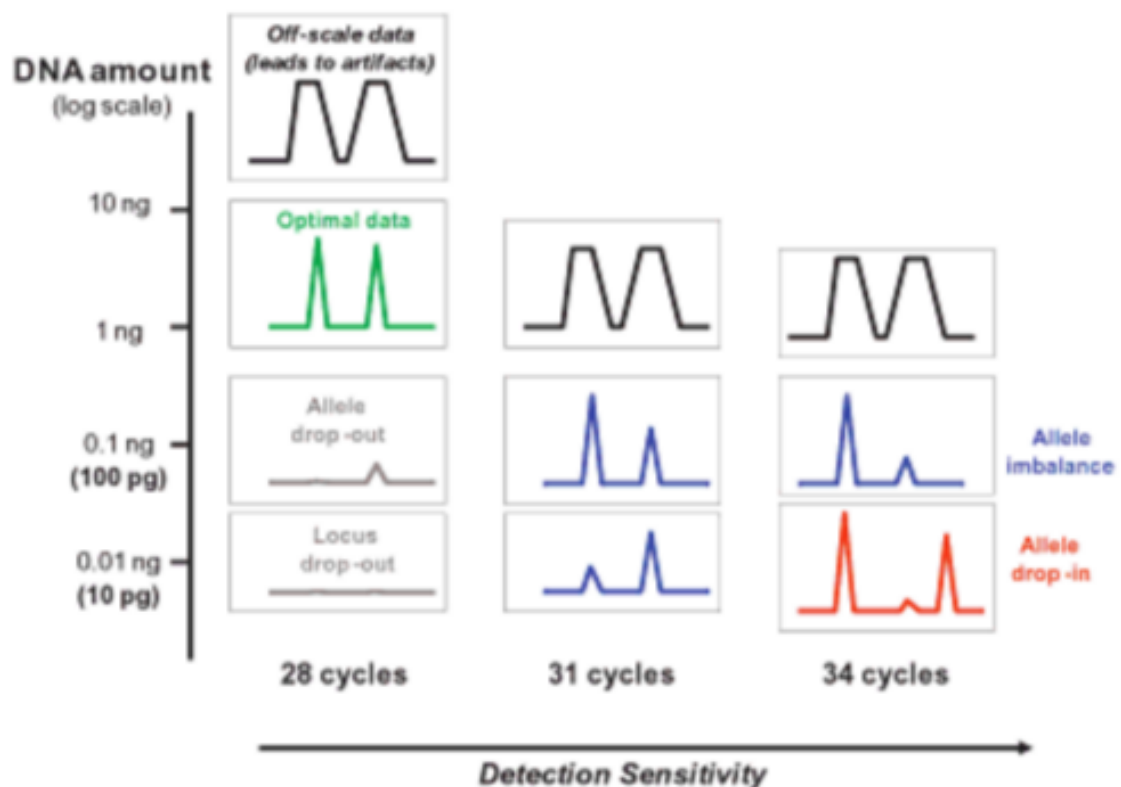 Off-scale data
(leads to artifacts)
DNA amount
(log scale)
10 ng
Optimal data
1 ng
Allele
drop -out
0.1 ng
(100 pg)
Allele
imbalance
Locus
drop -out
0.01 ng
(10 pg)
Allele
drop -in
28 cycles
31 cycles
34 cycles
Detection Sensitivity